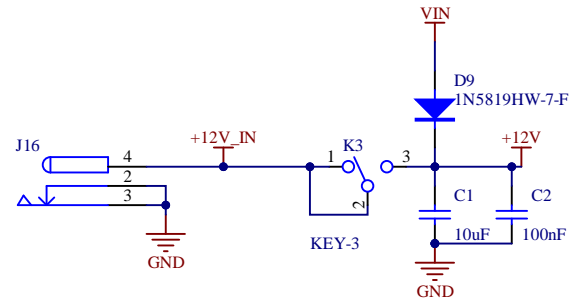 VIN
D9
1N5819HW-7-F
J16
+12V_IN
K3
+12V
4
1
3
2
3
2
C1
C2
KEY-3
10uF
100nF
GND
GND